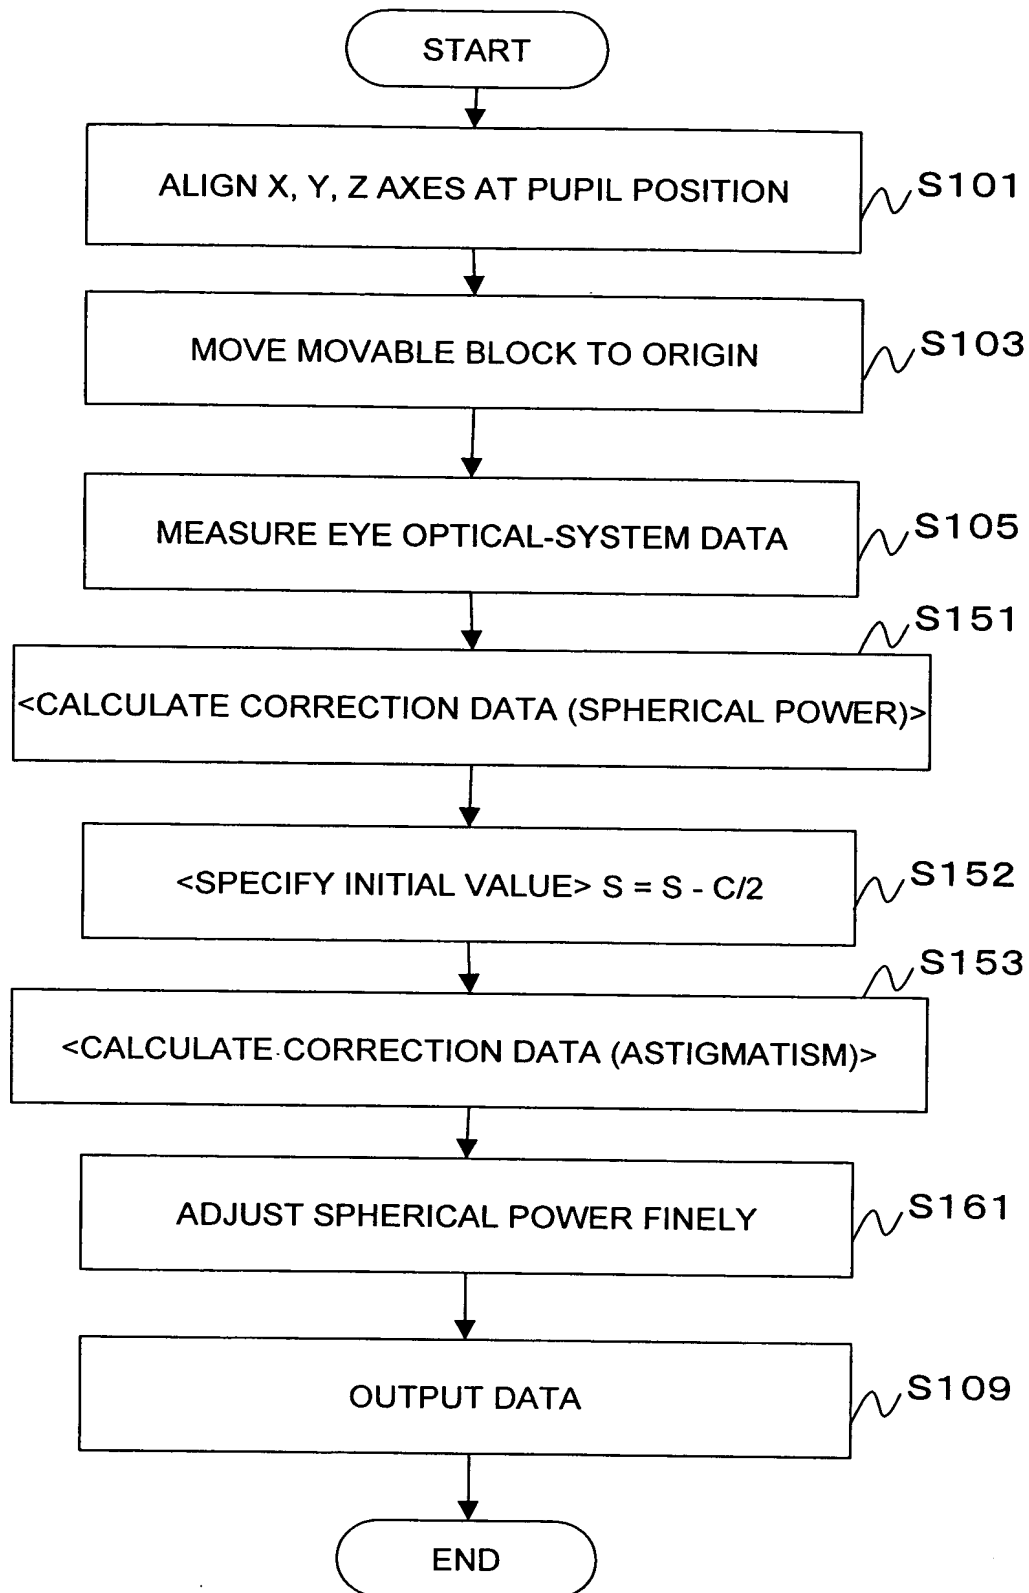 START
ALIGN X, Y, Z AXES AT PUPIL POSITION
S101
MOVE MOVABLE BLOCK TO ORIGIN
S103
MEASURE EYE OPTICAL-SYSTEM DATA
S105
S151
<CALCULATE CORRECTION DATA (SPHERICAL POWER)>
<SPECIFY INITIAL VALUE> S = S - C/2
S152
S153
<CALCULATE CORRECTION DATA (ASTIGMATISM)>
ADJUST SPHERICAL POWER FINELY
S161
OUTPUT DATA
S109
END